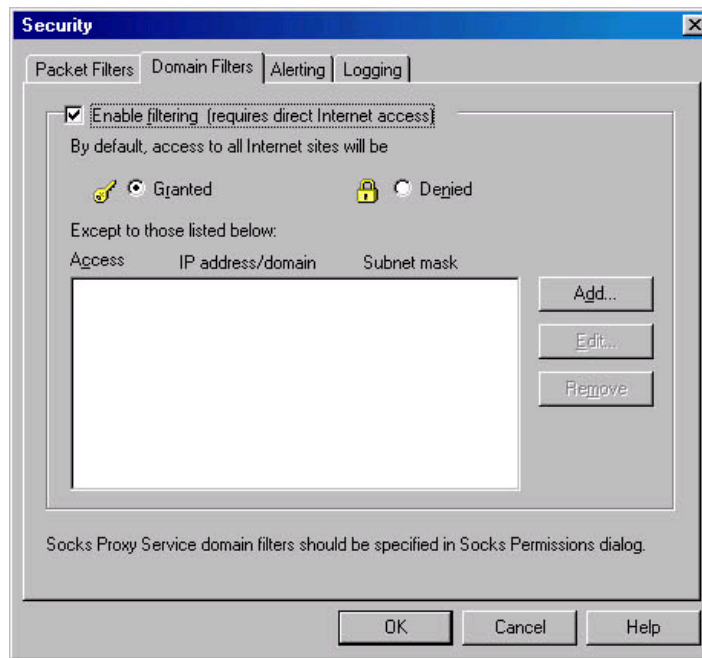 Security
Packet Filters Domain Filters Alerting Logging
Enable filtering (requires direct Internet access)
By default, access to all Internet sites will be
Granted Denied
Except to those listed below:
Access IP address/domain Subnet mask
Add...
Edit...
Remove
Socks Proxy Service domain filters should be specified in Socks Permissions dialog.
OK Cancel Help